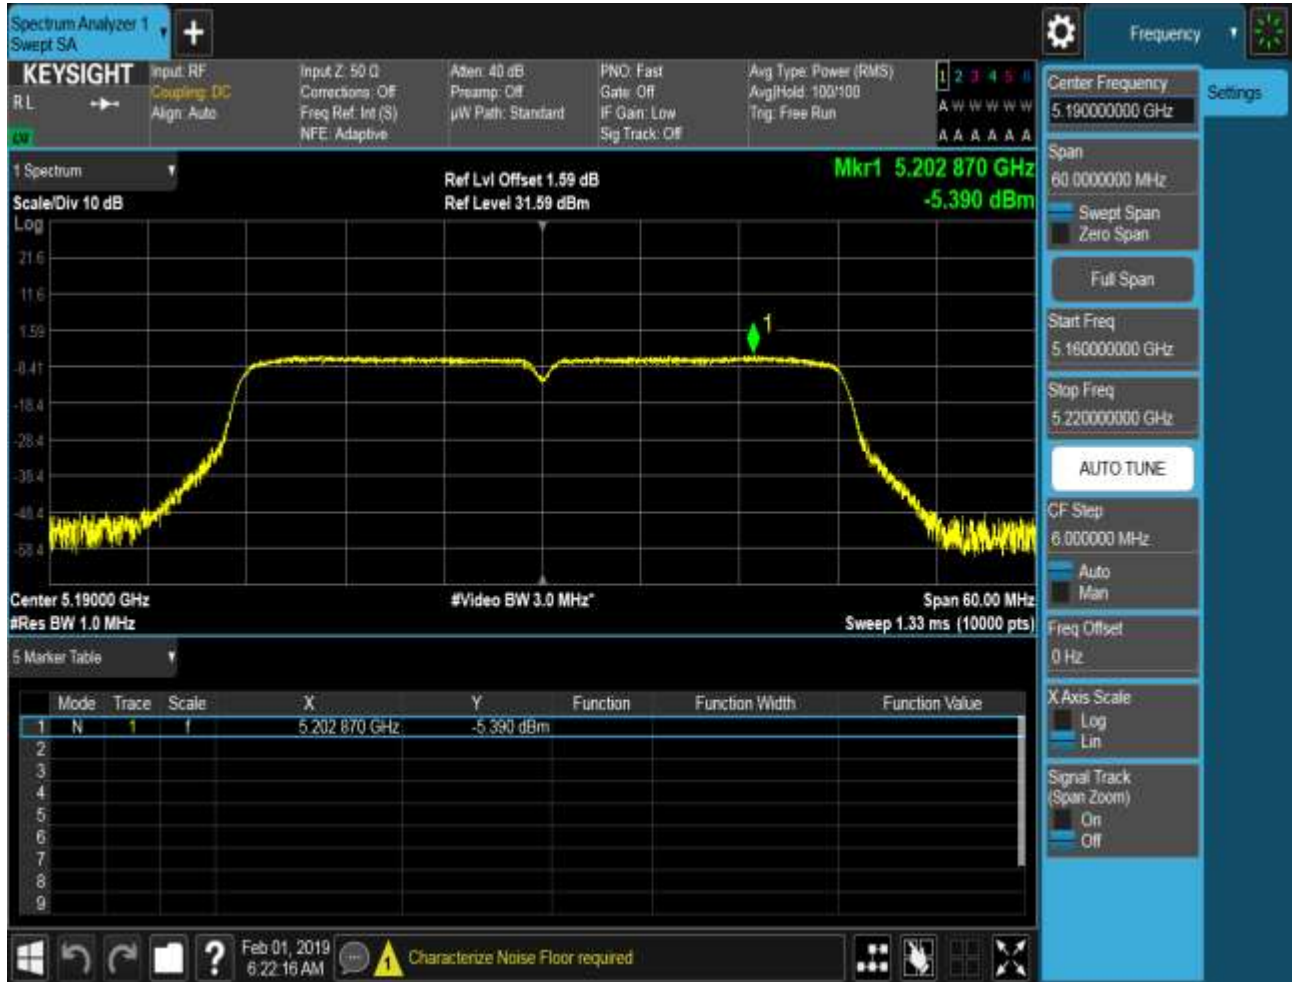 Spectrum Analyzer 1
Swept SA
Frequency
KEYSIGHT
RL
Input: RF
Coupling: DC
Align: Auto
Input Z: 50 Ω
Corrections: Off
Freq Ref: Int (S)
NFE: Adaptive
Atten: 40 dB
Preamp: Off
µW Path: Standard
PNO: Fast
Gate: Off
IF Gain: Low
Sig Track: Off
Avg Type: Power (RMS)
Avg|Hold: 100/100
Trig: Free Run
1 2 3 4 5 6
A W W W W W
A A A A A A
1 Spectrum
Scale/Div 10 dB
Ref Lvl Offset 1.59 dB
Ref Level 31.59 dBm
Mkr1 5.202 870 GHz
-5.390 dBm
Log
21.6
11.6
1.59
-8.41
-18.4
-28.4
-38.4
-48.4
-58.4
1
Center 5.19000 GHz
#Res BW 1.0 MHz
#Video BW 3.0 MHz*
Span 60.00 MHz
Sweep 1.33 ms (10000 pts)
5 Marker Table
Mode Trace Scale X Y Function Function Width Function Value
1 N 1 f 5.202 870 GHz -5.390 dBm
2
3
4
5
6
7
8
9
Feb 01, 2019
6:22:16 AM
1
Characterize Noise Floor required
Center Frequency
5.190000000 GHz
Settings
Span
60.0000000 MHz
Swept Span
Zero Span
Full Span
Start Freq
5.160000000 GHz
Stop Freq
5.220000000 GHz
AUTO TUNE
CF Step
6.000000 MHz
Auto
Man
Freq Offset
0 Hz
X Axis Scale
Log
Lin
Signal Track
(Span Zoom)
On
Off